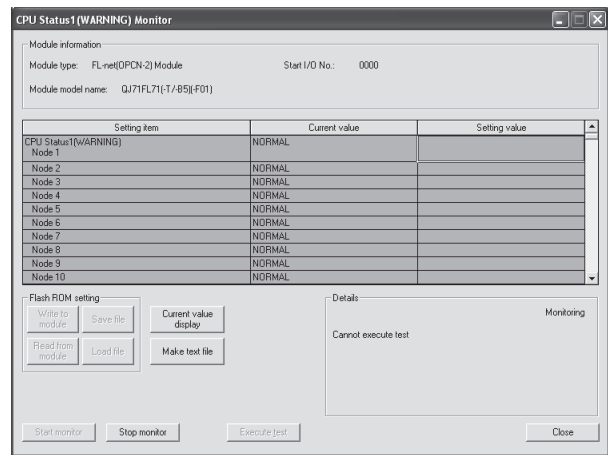 CPU Status1(WARNING) Monitor
Module information
Module type: FL-net(OPCN-2) Module Start I/O No.: 0000
Module model name: QJ71FL71(-T/-B5)(-F01)
Setting item Current value Setting value
CPU Status1(WARNING)
Node 1 NORMAL
Node 2 NORMAL
Node 3 NORMAL
Node 4 NORMAL
Node 5 NORMAL
Node 6 NORMAL
Node 7 NORMAL
Node 8 NORMAL
Node 9 NORMAL
Node 10 NORMAL
Flash ROM setting
Write to module Save file
Read from module Load file
Current value display
Make text file
Details
Monitoring
Cannot execute test
Start monitor Stop monitor Execute test Close